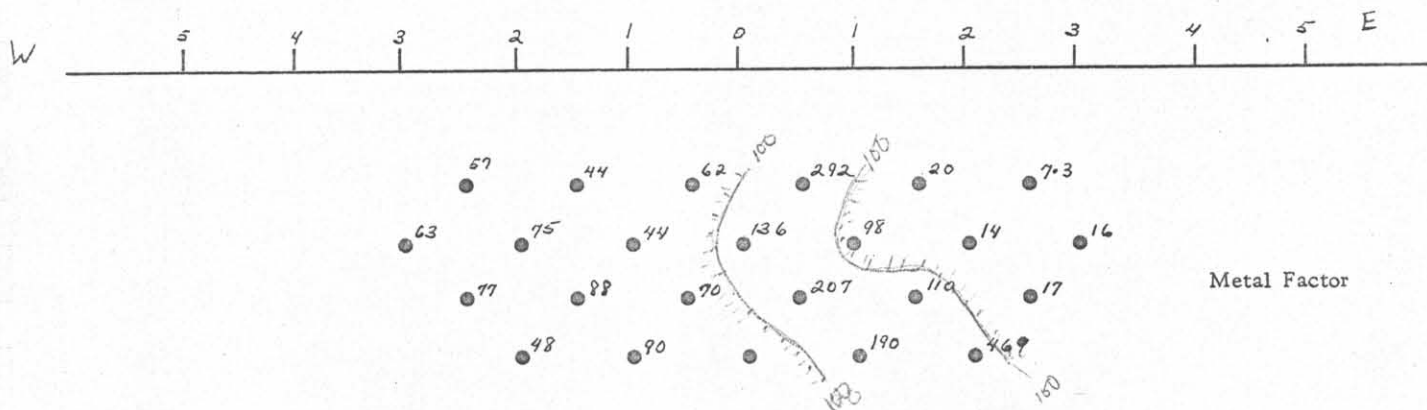 W 5 4 3 2 1 0 1 2 3 4 5 E
100 100
57 44 62 292 20 7.3
63 75 44 136 98 14 16
77 88 70 207 110 17
Metal Factor
48 90 190 469
100 100